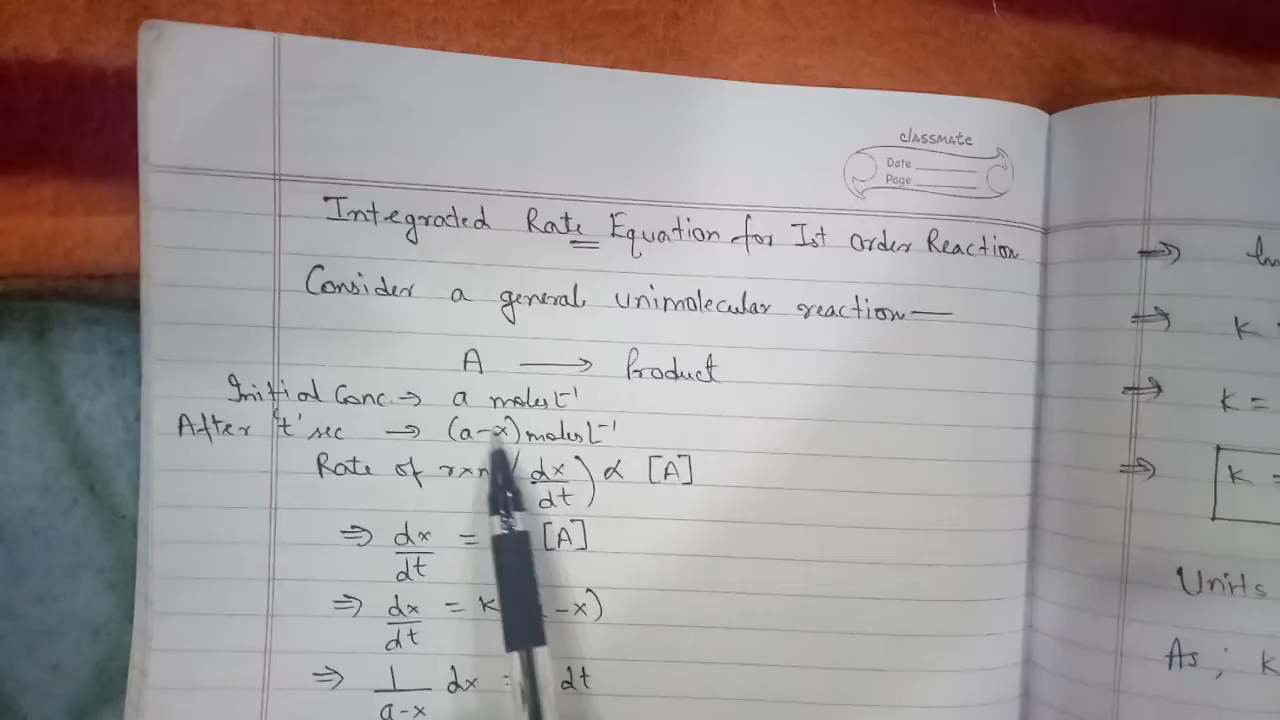 classmate
Date
Page
Integrated Rate Equation for Ist order Reaction
Consider a general unimolecular reaction—
A → Product
Initial Conc. → a moles L⁻¹
After 't' sec → (a-x) moles L⁻¹
Rate of rxn (dx/dt) ∝ [A]
⇒ dx/dt = [A]
⇒ dx/dt = K -x)
⇒ 1/a-x dx = dt
⇒
⇒ K =
⇒ K =
⇒ K =
Units
As; K